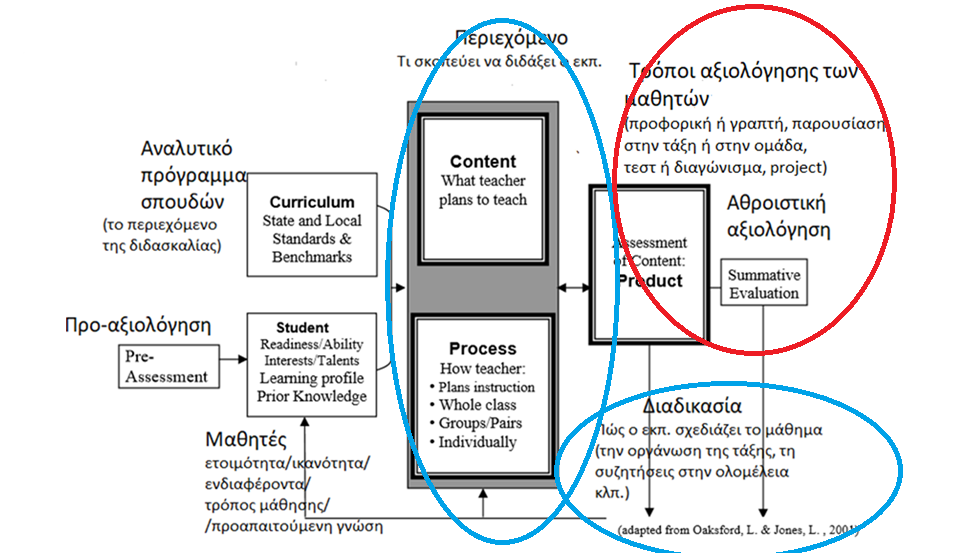 Περιεχόμενο
Τι σκοπεύει να διδάξει ο εκπ.
Τρόποι αξιολόγησης των
μαθητών
(προφορική ή γραπτή, παρουσίαση
στην τάξη ή στην ομάδα,
τεστ ή διαγώνισμα, project)
Αναλυτικό
πρόγραμμα
σπουδών
(το περιεχόμενο
της διδασκαλίας)
Curriculum
State and Local
Standards &
Benchmarks
Content
What teacher
plans to teach
Αθροιστική
αξιολόγηση
Assessment
of Content:
Product
Summative
Evaluation
Προ-αξιολόγηση
Pre-
Assessment
Student
Readiness/Ability
Interests/Talents
Learning profile
Prior Knowledge
Process
How teacher:
• Plans instruction
• Whole class
• Groups/Pairs
• Individually
Μαθητές
ετοιμότητα/ικανότητα/
ενδιαφέροντα/
τρόπος μάθησης/
/προαπαιτούμενη γνώση
Διαδικασία
Πώς ο εκπ. σχεδιάζει το μάθημα
(την οργάνωση της τάξης, τη
συζητήσεις στην ολομέλεια
κλπ.)
(adapted from Oaksford, L. & Jones, L. , 2001)